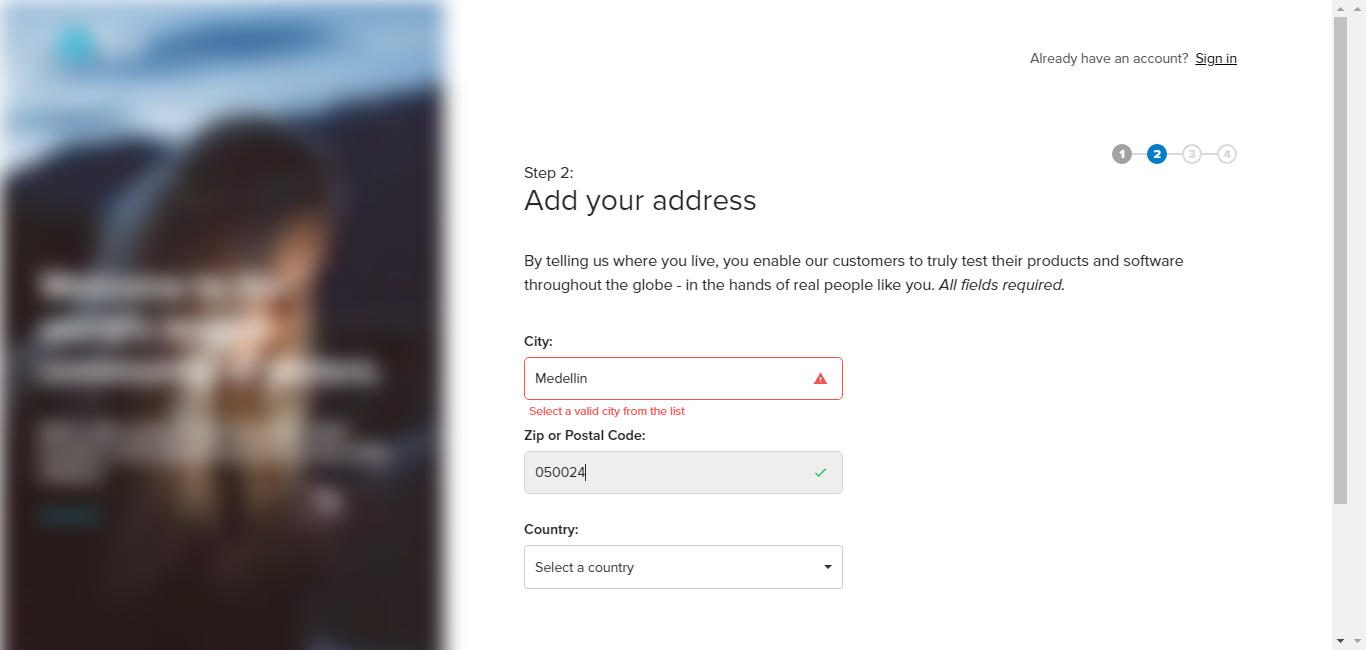 Already have an account? Sign in
1 2 3 4
Step 2:
Add your address
By telling us where you live, you enable our customers to truly test their products and software
throughout the globe - in the hands of real people like you. All fields required.
City:
Medellin
Select a valid city from the list
Zip or Postal Code:
050024
Country:
Select a country